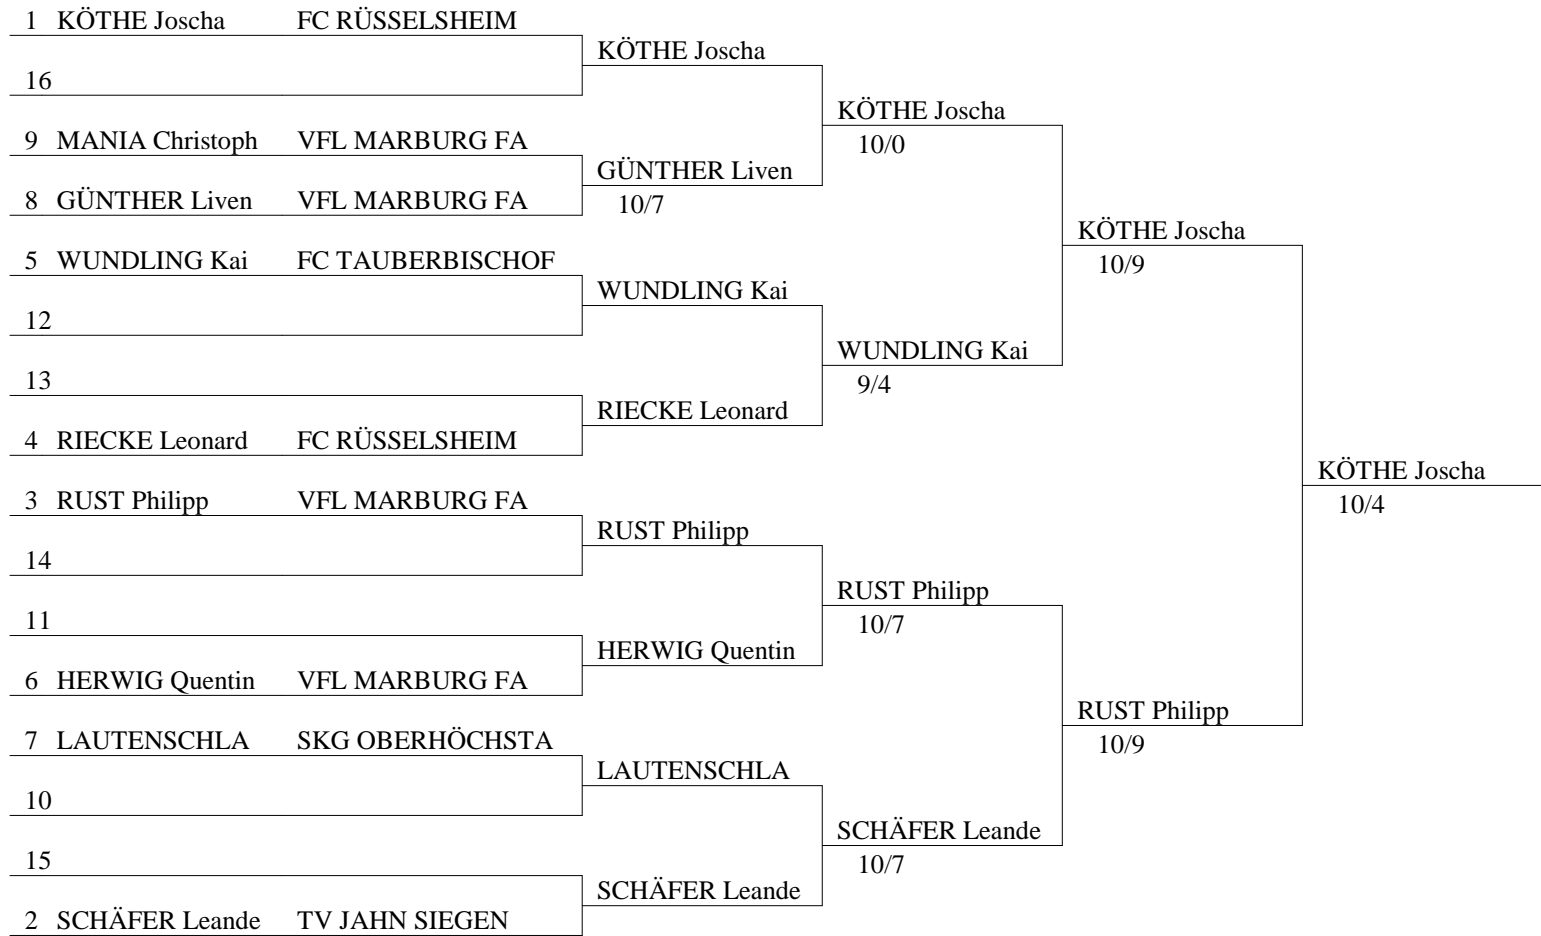 1 KÖTHE Joscha FC RÜSSELSHEIM
KÖTHE Joscha
16
KÖTHE Joscha
10/0
9 MANIA Christoph VFL MARBURG FA
GÜNTHER Liven
10/7
8 GÜNTHER Liven VFL MARBURG FA
KÖTHE Joscha
10/9
5 WUNDLING Kai FC TAUBERBISCHOF
WUNDLING Kai
12
WUNDLING Kai
9/4
13
RIECKE Leonard
4 RIECKE Leonard FC RÜSSELSHEIM
KÖTHE Joscha
10/4
3 RUST Philipp VFL MARBURG FA
RUST Philipp
14
RUST Philipp
10/7
11
HERWIG Quentin
6 HERWIG Quentin VFL MARBURG FA
RUST Philipp
10/9
7 LAUTENSCHLA SKG OBERHÖCHSTA
LAUTENSCHLA
10
SCHÄFER Leande
10/7
15
SCHÄFER Leande
2 SCHÄFER Leande TV JAHN SIEGEN